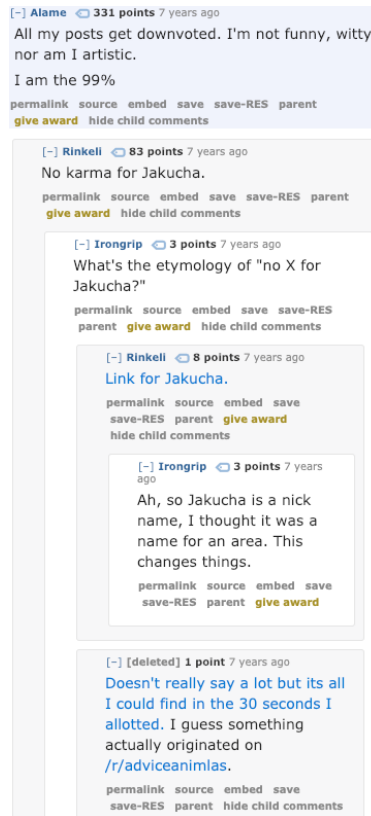 [–] Alame 331 points 7 years ago
All my posts get downvoted. I'm not funny, witty
nor am I artistic.
I am the 99%
permalink source embed save save-RES parent
give award hide child comments
[–] Rinkeli 83 points 7 years ago
No karma for Jakucha.
permalink source embed save save-RES parent
give award hide child comments
[–] Irongrip 3 points 7 years ago
What's the etymology of "no X for
Jakucha?"
permalink source embed save save-RES
parent give award hide child comments
[–] Rinkeli 8 points 7 years ago
Link for Jakucha.
permalink source embed save
save-RES parent give award
hide child comments
[–] Irongrip 3 points 7 years
ago
Ah, so Jakucha is a nick
name, I thought it was a
name for an area. This
changes things.
permalink source embed save
save-RES parent give award
[–] [deleted] 1 point 7 years ago
Doesn't really say a lot but its all
I could find in the 30 seconds I
allotted. I guess something
actually originated on
/r/adviceanimlas.
permalink source embed save
save-RES parent hide child comments